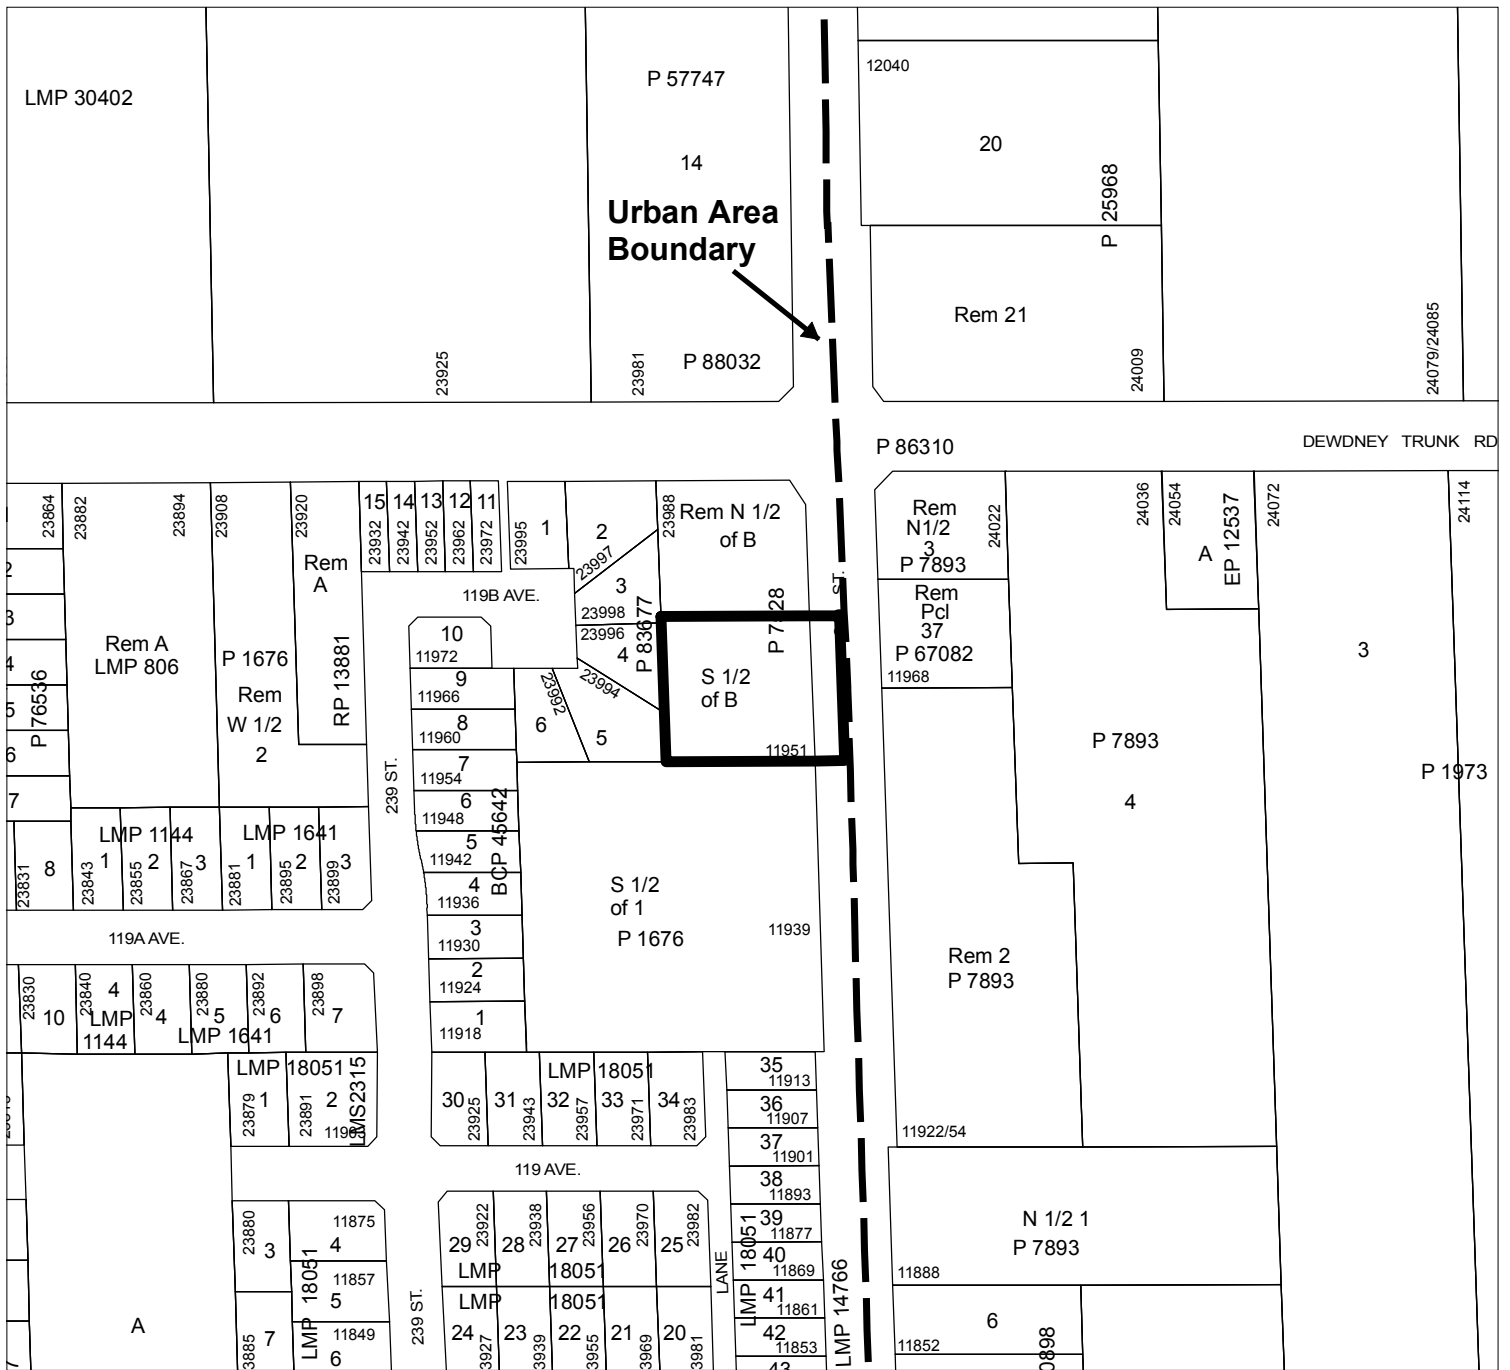 LMP 30402
P 57747
14
12040
20
P 25968
Urban Area
Boundary
Rem 21
P 88032
23925
23981
24009
24079/24085
P 86310
DEWDNEY TRUNK RD
23864
23882
23894
23908
23920
15
14
13
12
11
23932
23942
23952
23962
23972
23995
1
2
23997
23988
Rem N 1/2
of B
Rem
N1/2
3
P 7893
24022
24036
24054
A
EP 12537
24072
24114
Rem
A
119B AVE.
3
23998
23996
4
P 83677
23994
ST.
Rem
Pcl
37
P 67082
11968
2
3
4
5
6
7
P 76536
Rem A
LMP 806
P 1676
Rem
W 1/2
2
RP 13881
10
11972
9
11966
8
11960
7
11954
6
11948
5
11942
4
11936
3
11930
2
11924
1
11918
BCP 45642
239 ST.
23992
6
5
S 1/2
of B
11951
3
P 7893
4
P 1973
LMP 1144
LMP 1641
23831
8
23843
1
23855
2
23867
3
23881
1
23895
2
23899
3
S 1/2
of 1
P 1676
11939
119A AVE.
Rem 2
P 7893
23830
10
23840
4
LMP
1144
23860
4
23880
5
23892
6
23898
7
LMP 1641
LMP 18051
23879
1
23891
2
LMS2315
LMP 18051
30
23925
31
23943
32
23957
33
23971
34
23983
35
11913
36
11907
37
11901
38
11893
39
11877
40
11869
41
11861
42
11853
43
LMP 18051
LANE
LMP 14766
11922/54
119 AVE.
23880
3
11875
4
11857
5
11849
6
7
LMP 18051
A
239 ST.
29
23922
28
23938
27
23956
26
23970
25
23982
LMP 18051
LMP 18051
24
23
22
21
20
N 1/2 1
P 7893
11888
6
11852